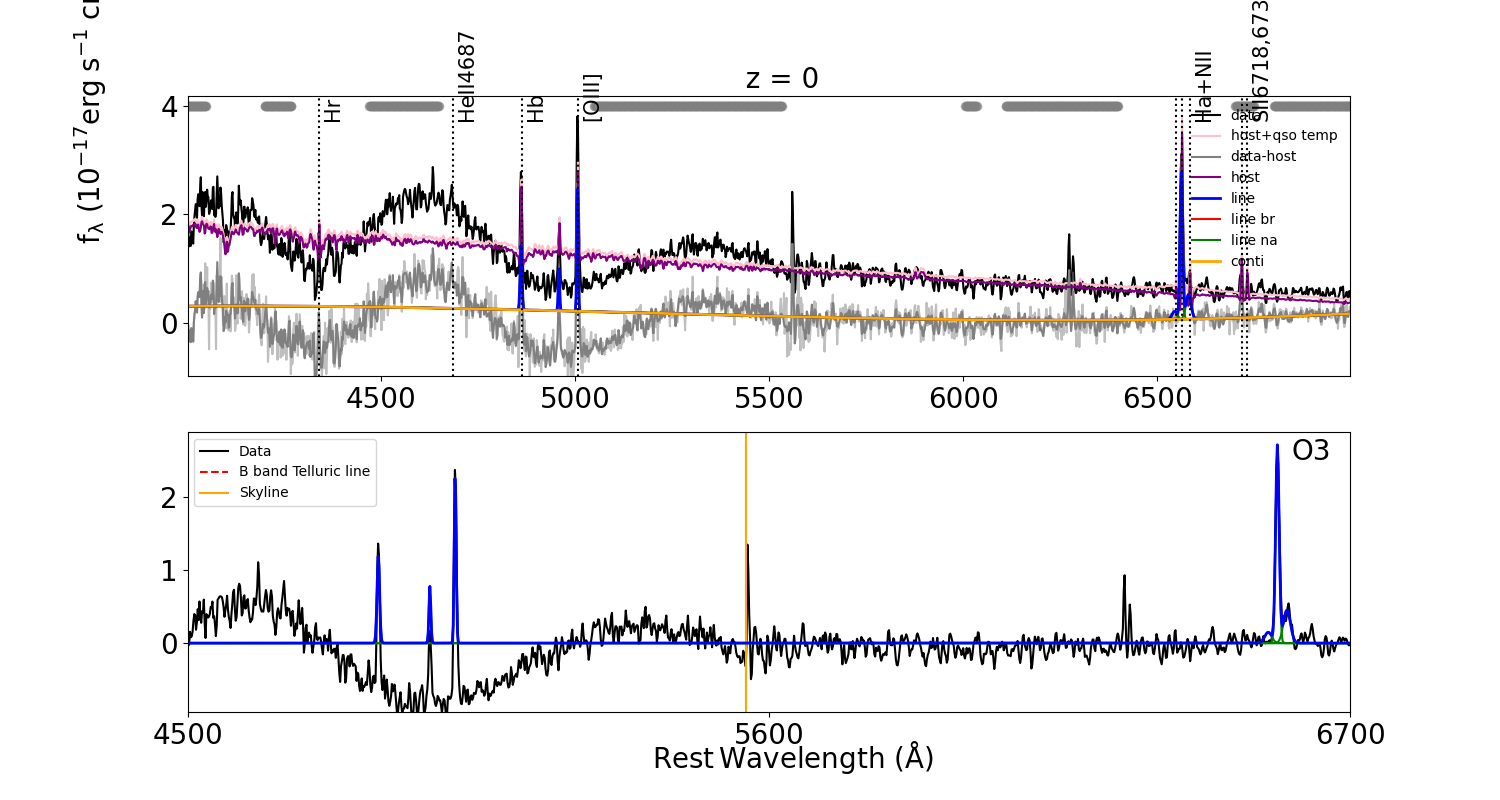 z = 0
f_λ (10^−17 erg s^−1 c
4
2
0
Hr
HeII4687
Hb
[OIII]
Ha+NII
SII6718,673
data
host+qso temp
data-host
host
line
line br
line na
conti
4500
5000
5500
6000
6500
Data
B band Telluric line
Skyline
O3
2
1
0
4500
5600
6700
Rest Wavelength (Å)